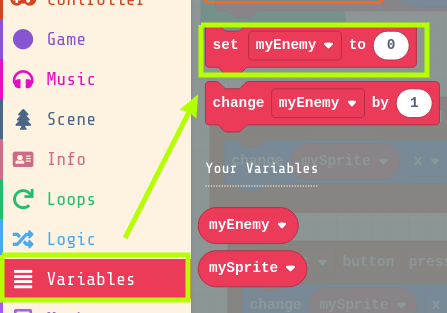 controller
Game
Music
Scene
Info
Loops
Logic
Variables
set myEnemy to 0
change myEnemy by 1
change mySprite x
Your Variables
myEnemy
button press
mySprite
change mySprite x